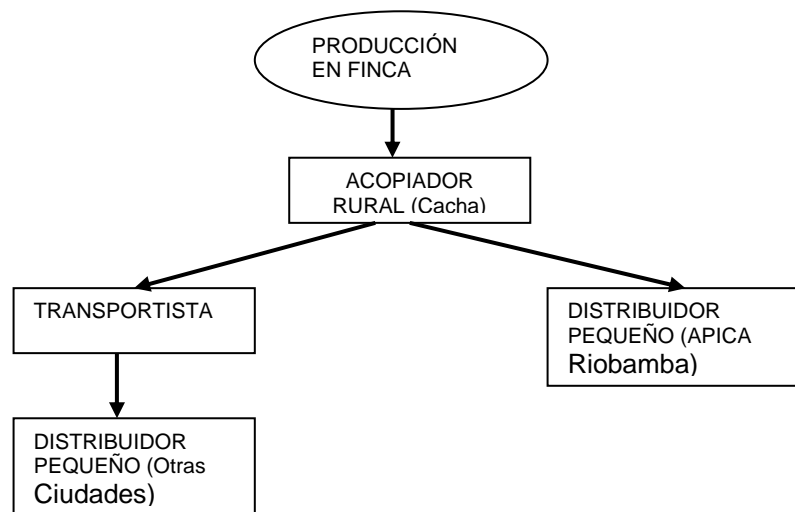 PRODUCCIÓN
EN FINCA
ACOPIADOR
RURAL (Cacha)
TRANSPORTISTA
DISTRIBUIDOR
PEQUEÑO (APICA
Riobamba)
DISTRIBUIDOR
PEQUEÑO (Otras
Ciudades)